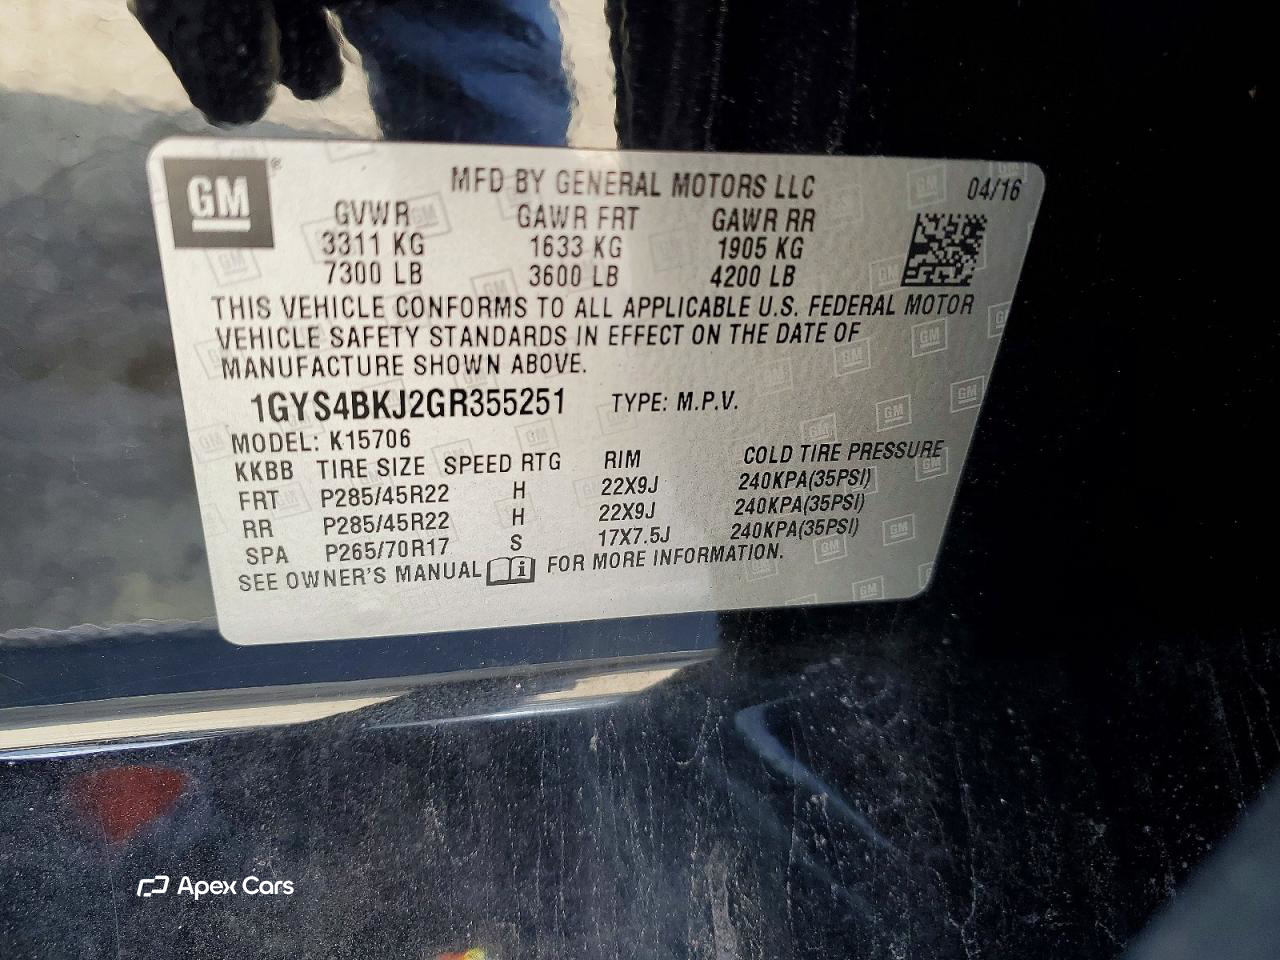 GM
MFD BY GENERAL MOTORS LLC 04/16
GVWR GAWR FRT GAWR RR
3311 KG 1633 KG 1905 KG
7300 LB 3600 LB 4200 LB
THIS VEHICLE CONFORMS TO ALL APPLICABLE U.S. FEDERAL MOTOR
VEHICLE SAFETY STANDARDS IN EFFECT ON THE DATE OF
MANUFACTURE SHOWN ABOVE.
1GYS4BKJ2GR355251 TYPE: M.P.V.
MODEL: K15706
KKBB TIRE SIZE SPEED RTG RIM COLD TIRE PRESSURE
FRT P285/45R22 H 22X9J 240KPA(35PSI)
RR P285/45R22 H 22X9J 240KPA(35PSI)
SPA P265/70R17 S 17X7.5J 240KPA(35PSI)
SEE OWNER'S MANUAL i FOR MORE INFORMATION.
Apex Cars